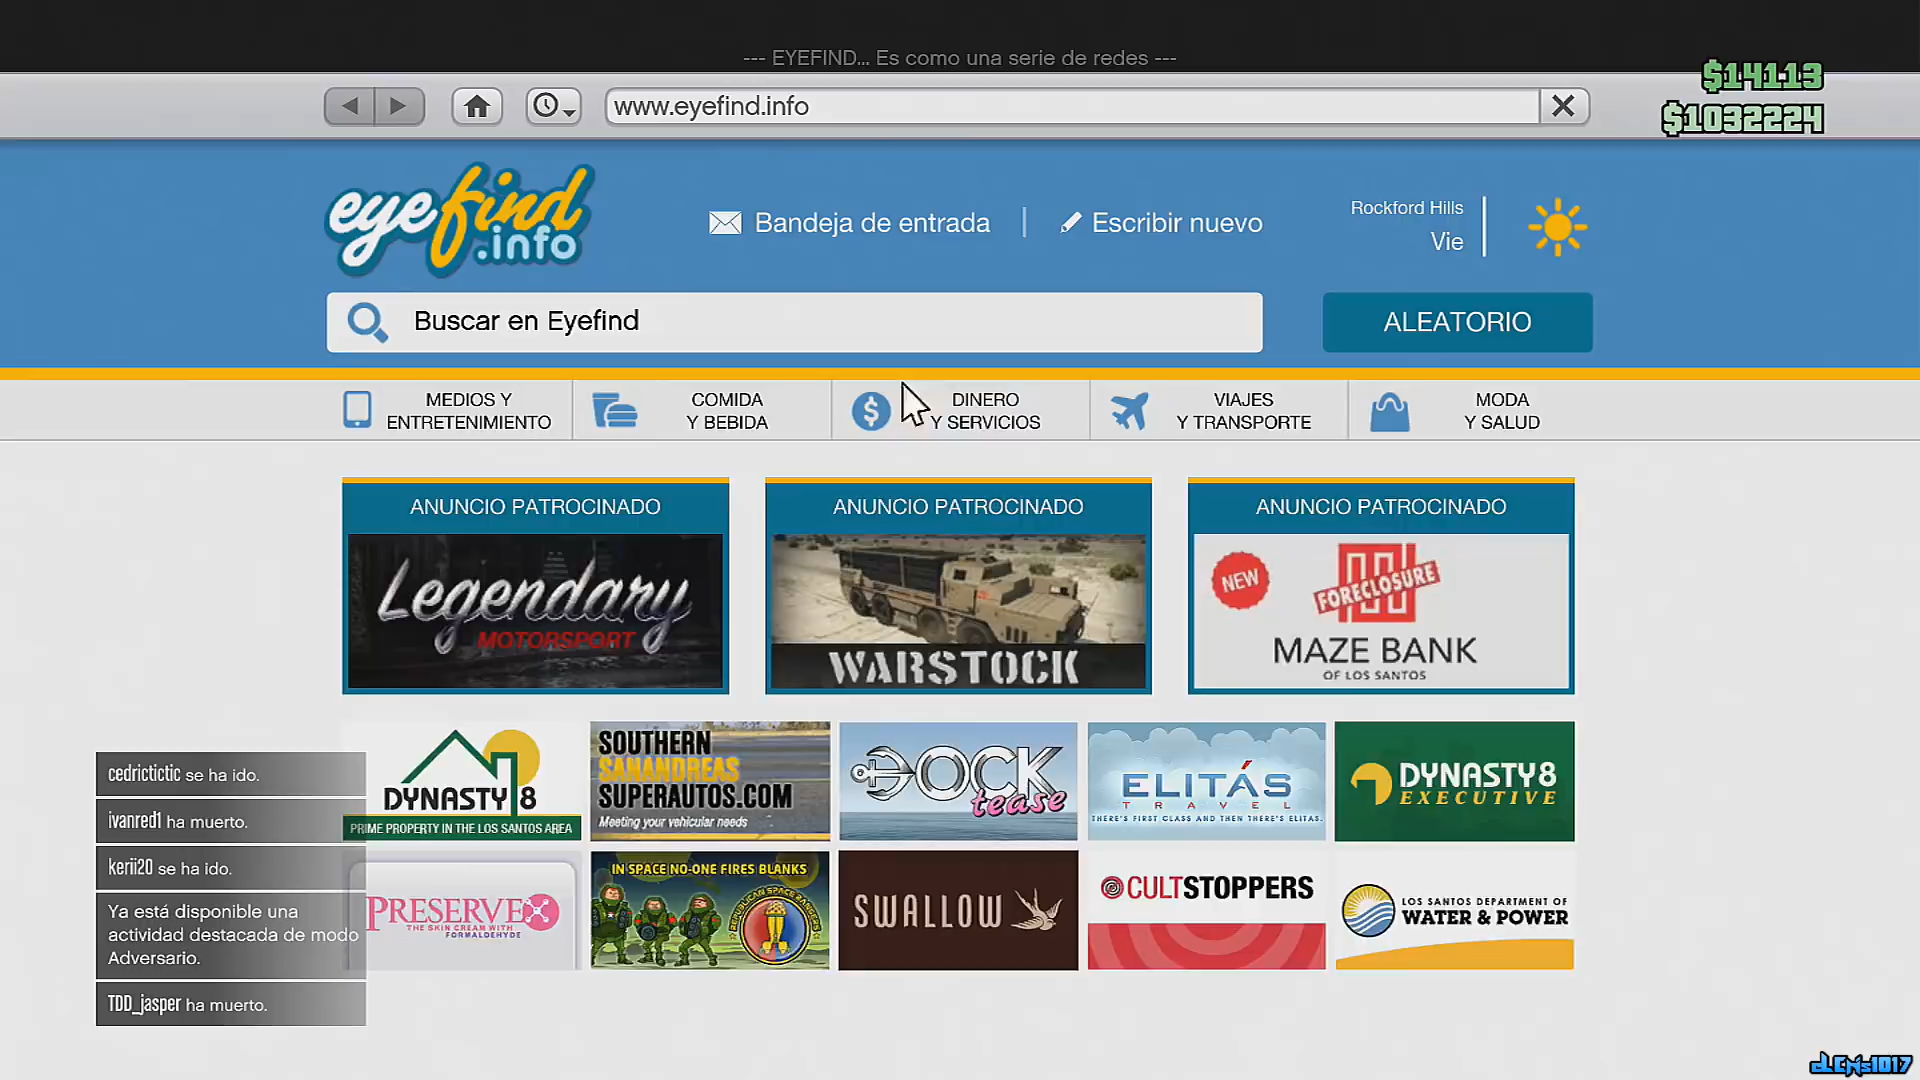 --- EYEFIND... Es como una serie de redes ---
$14113
www.eyefind.info
$1032224
eyefind
.info
Bandeja de entrada
Escribir nuevo
Rockford Hills
Vie
Buscar en Eyefind
ALEATORIO
MEDIOS Y
ENTRETENIMIENTO
COMIDA
Y BEBIDA
DINERO
Y SERVICIOS
VIAJES
Y TRANSPORTE
MODA
Y SALUD
ANUNCIO PATROCINADO
ANUNCIO PATROCINADO
ANUNCIO PATROCINADO
Legendary
MOTORSPORT
WARSTOCK
NEW
FORECLOSURE
MAZE BANK
OF LOS SANTOS
DYNASTY 8
PRIME PROPERTY IN THE LOS SANTOS AREA
SOUTHERN
SANANDREAS
SUPERAUTOS.COM
Meeting your vehicular needs
DOCK
tease
ELITÁS
TRAVEL
THERE'S FIRST CLASS AND THEN THERE'S ELITAS.
DYNASTY 8
EXECUTIVE
PRESERVEX
THE SKIN CREAM WITH
FORMALDEHYDE
IN SPACE NO-ONE FIRES BLANKS
REPUBLICAN SPACE RANGERS
SWALLOW
CULTSTOPPERS
LOS SANTOS DEPARTMENT OF
WATER & POWER
cedrictictic se ha ido.
ivanred1 ha muerto.
kerii20 se ha ido.
Ya está disponible una
actividad destacada de modo
Adversario.
TDD_jasper ha muerto.